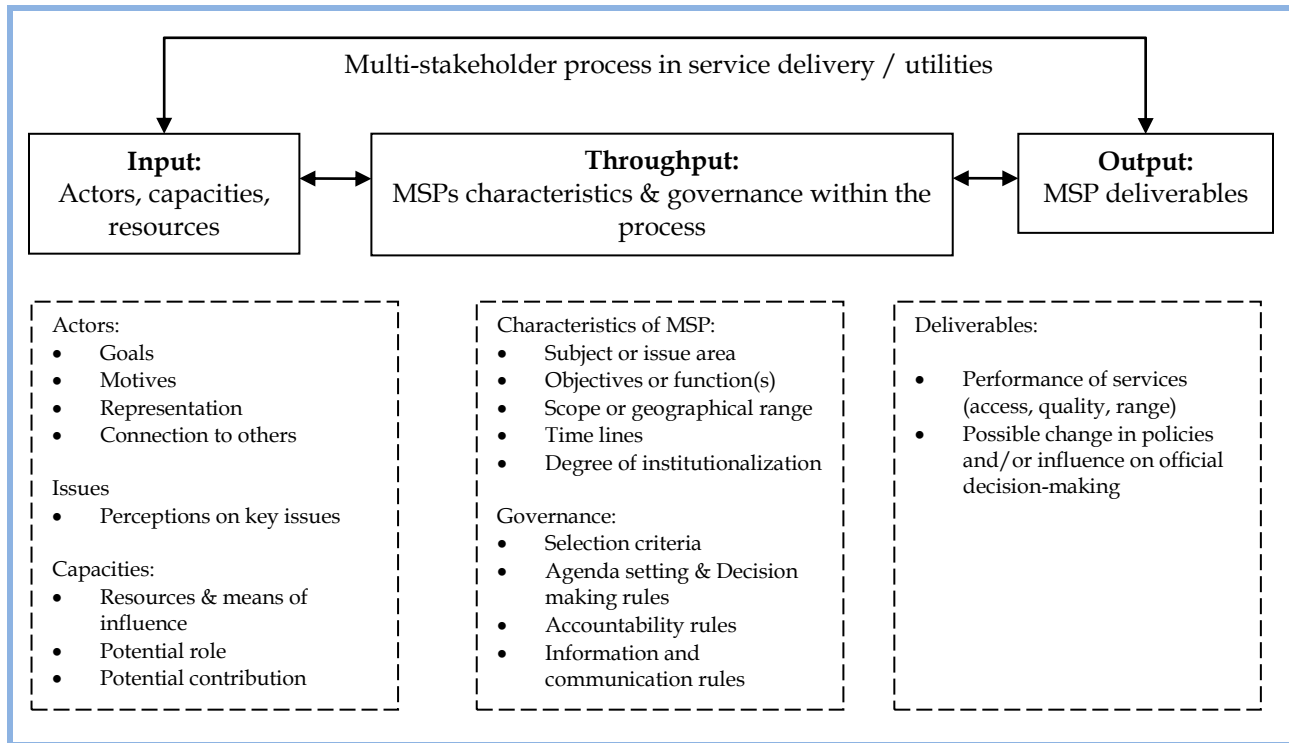 Multi-stakeholder process in service delivery / utilities
Input:
Actors, capacities,
resources
Throughput:
MSPs characteristics & governance within the
process
Output:
MSP deliverables
Actors:
• Goals
• Motives
• Representation
• Connection to others
Issues
• Perceptions on key issues
Capacities:
• Resources & means of
influence
• Potential role
• Potential contribution
Characteristics of MSP:
• Subject or issue area
• Objectives or function(s)
• Scope or geographical range
• Time lines
• Degree of institutionalization
Governance:
• Selection criteria
• Agenda setting & Decision
making rules
• Accountability rules
• Information and
communication rules
Deliverables:
• Performance of services
(access, quality, range)
• Possible change in policies
and/or influence on official
decision-making